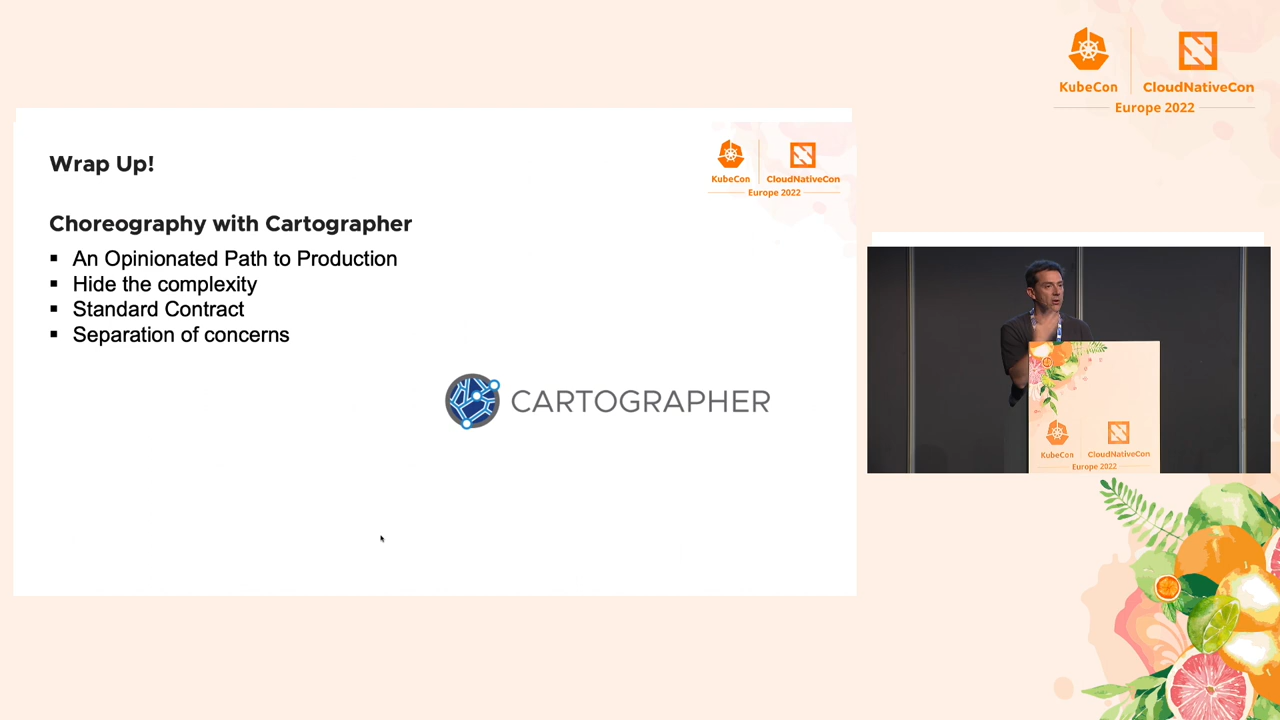 KubeCon
CloudNativeCon
Europe 2022
Wrap Up!
KubeCon
CloudNativeCon
Europe 2022
Choreography with Cartographer
▪ An Opinionated Path to Production
▪ Hide the complexity
▪ Standard Contract
▪ Separation of concerns
CARTOGRAPHER
KubeCon
CloudNativeCon
Europe 2022